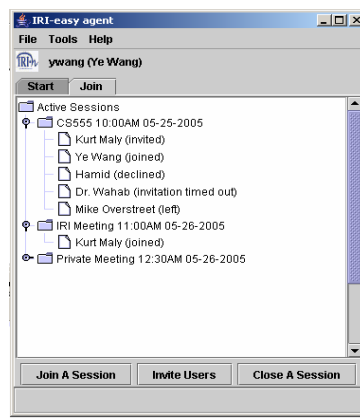 IRI-easy agent
File Tools Help
IRI-h ywang (Ye Wang)
Start Join
Active Sessions
CS555 10:00AM 05-25-2005
Kurt Maly (invited)
Ye Wang (joined)
Hamid (declined)
Dr. Wahab (invitation timed out)
Mike Overstreet (left)
IRI Meeting 11:00AM 05-26-2005
Kurt Maly (joined)
Private Meeting 12:30AM 05-26-2005
Join A Session Invite Users Close A Session